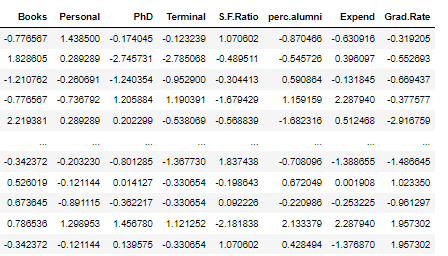 Books Personal PhD Terminal S.F.Ratio perc.alumni Expend Grad.Rate
-0.776567 1.438500 -0.174045 -0.123239 1.070602 -0.870466 -0.630916 -0.319205
1.828605 0.289289 -2.745731 -2.785068 -0.489511 -0.545726 0.396097 -0.552693
-1.210762 -0.260691 -1.240354 -0.952900 -0.304413 0.590864 -0.131845 -0.669437
-0.776567 -0.736792 1.205884 1.190391 -1.679429 1.159159 2.287940 -0.377577
2.219381 0.289289 0.202299 -0.538069 -0.568839 -1.682316 0.512468 -2.916759
... ... ... ... ... ... ... ...
-0.342372 -0.203230 -0.801285 -1.367730 1.837438 -0.708096 -1.388655 -1.486645
0.526019 -0.121144 0.014127 -0.330654 -0.198643 0.672049 0.001908 1.023350
0.673645 -0.891115 -0.362217 -0.330654 0.092226 -0.220986 -0.253225 -0.961297
0.786536 1.298953 1.456780 1.121252 -2.181838 2.133379 2.287940 1.957302
-0.342372 -0.121144 0.139575 -0.330654 1.070602 0.428494 -1.376870 1.957302